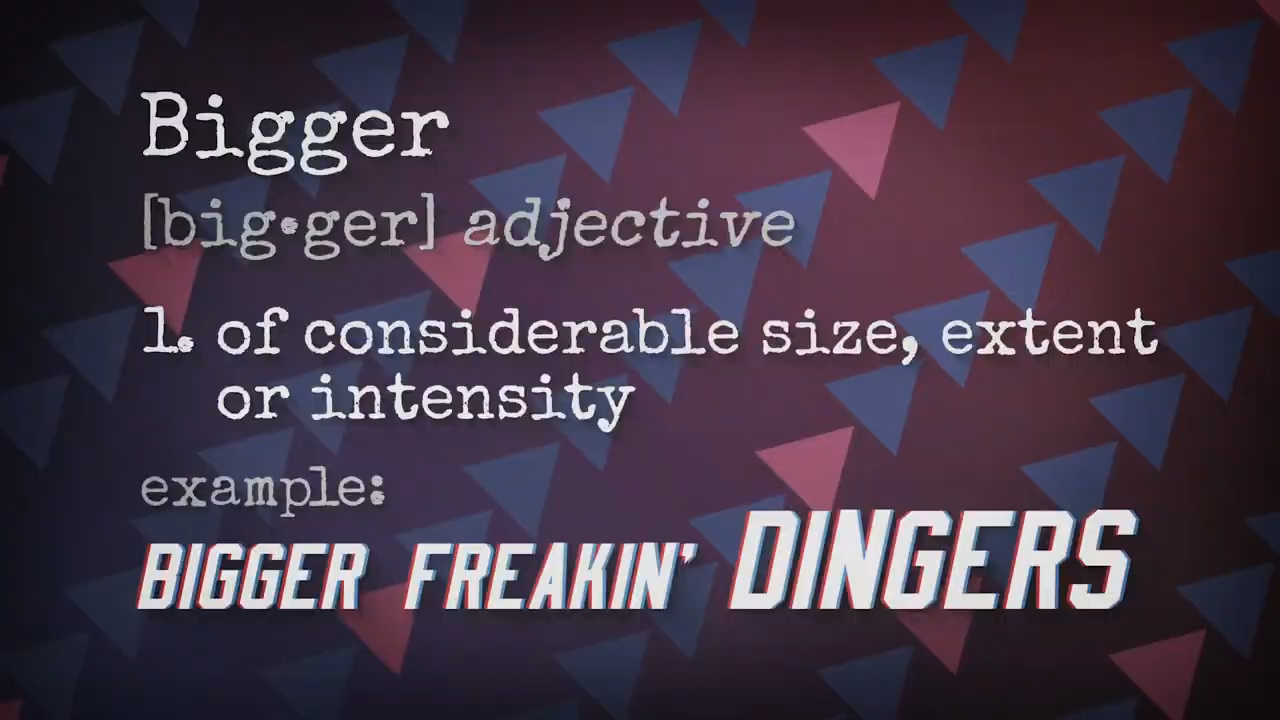 Bigger
[big•ger] adjective
1. of considerable size, extent
or intensity
example:
BIGGER FREAKIN' DINGERS